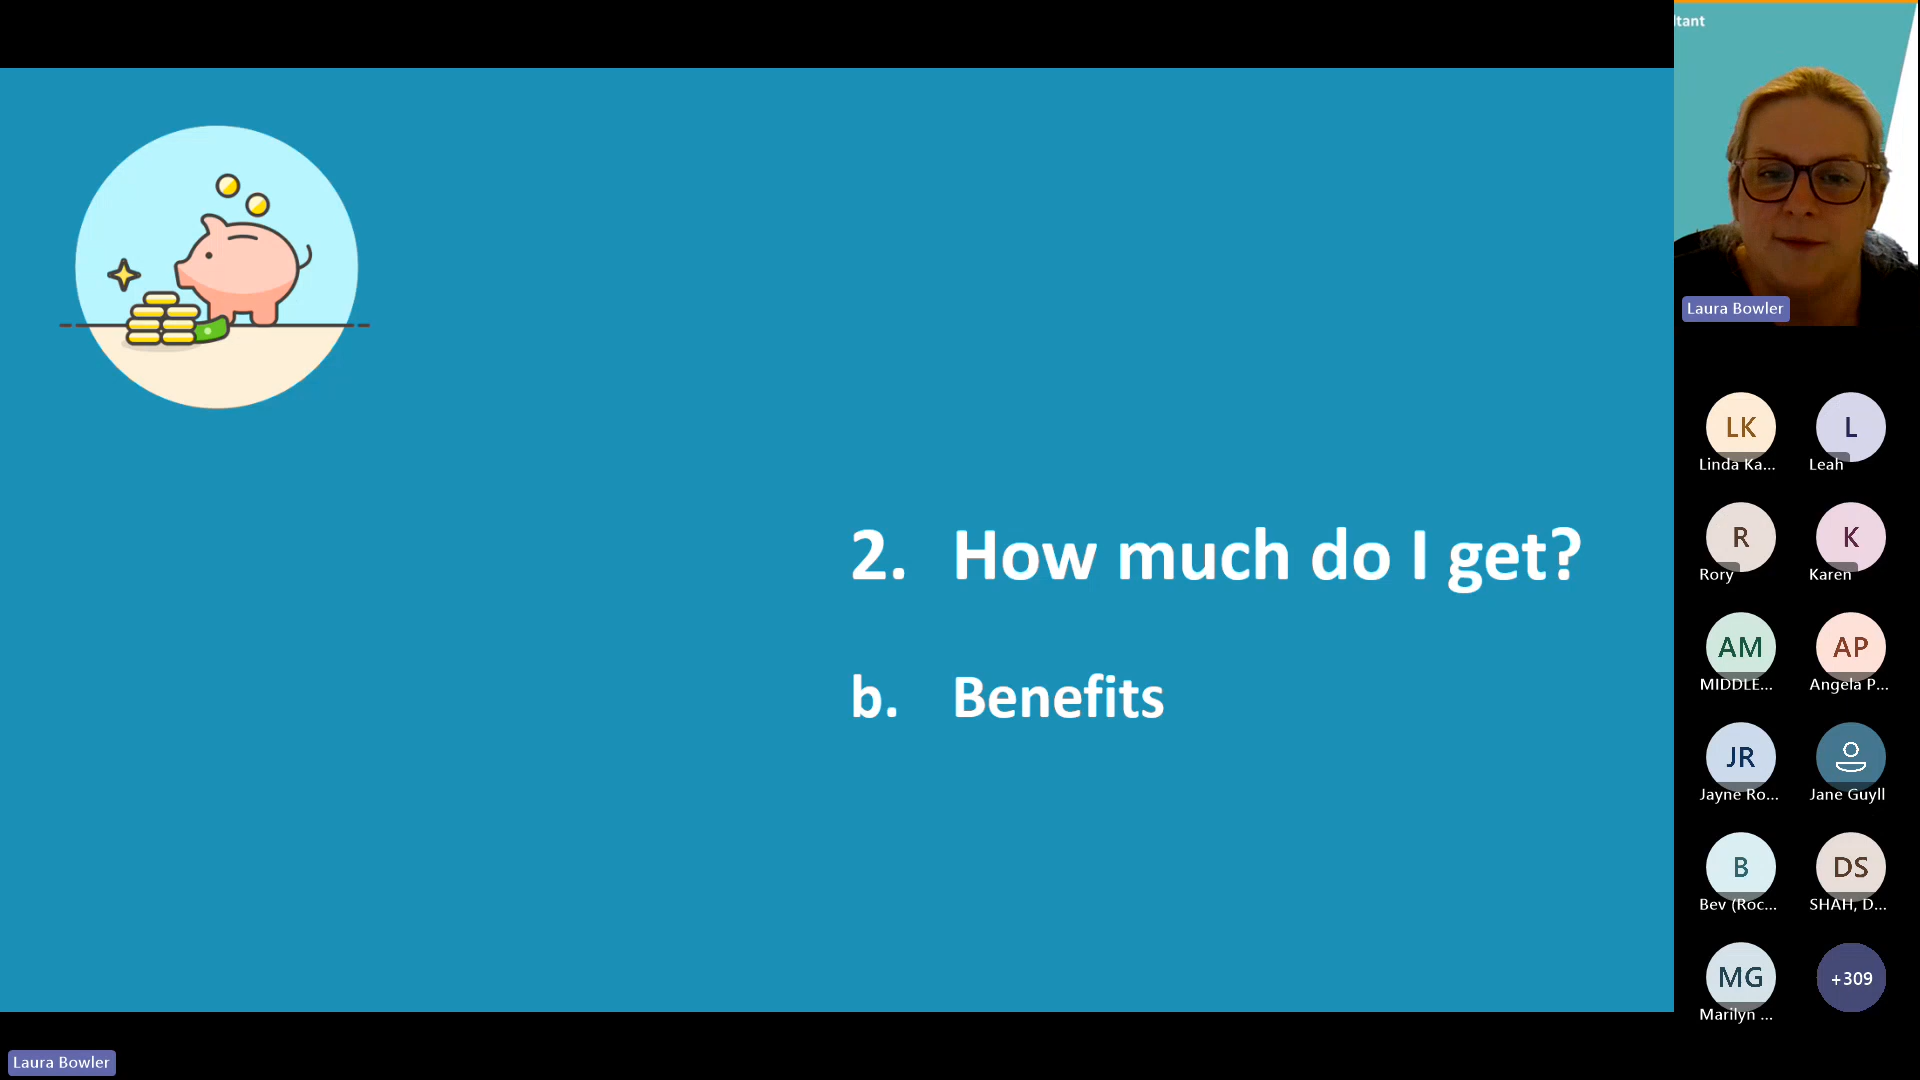 ltant
2. How much do I get?
b. Benefits
Laura Bowler
LK
L
Linda Ka...
Leah
R
K
Rory
Karen
AM
AP
MIDDLE...
Angela P...
JR
Jayne Ro...
Jane Guyll
B
DS
Bev (Roc...
SHAH, D...
MG
+309
Marilyn ...
Laura Bowler